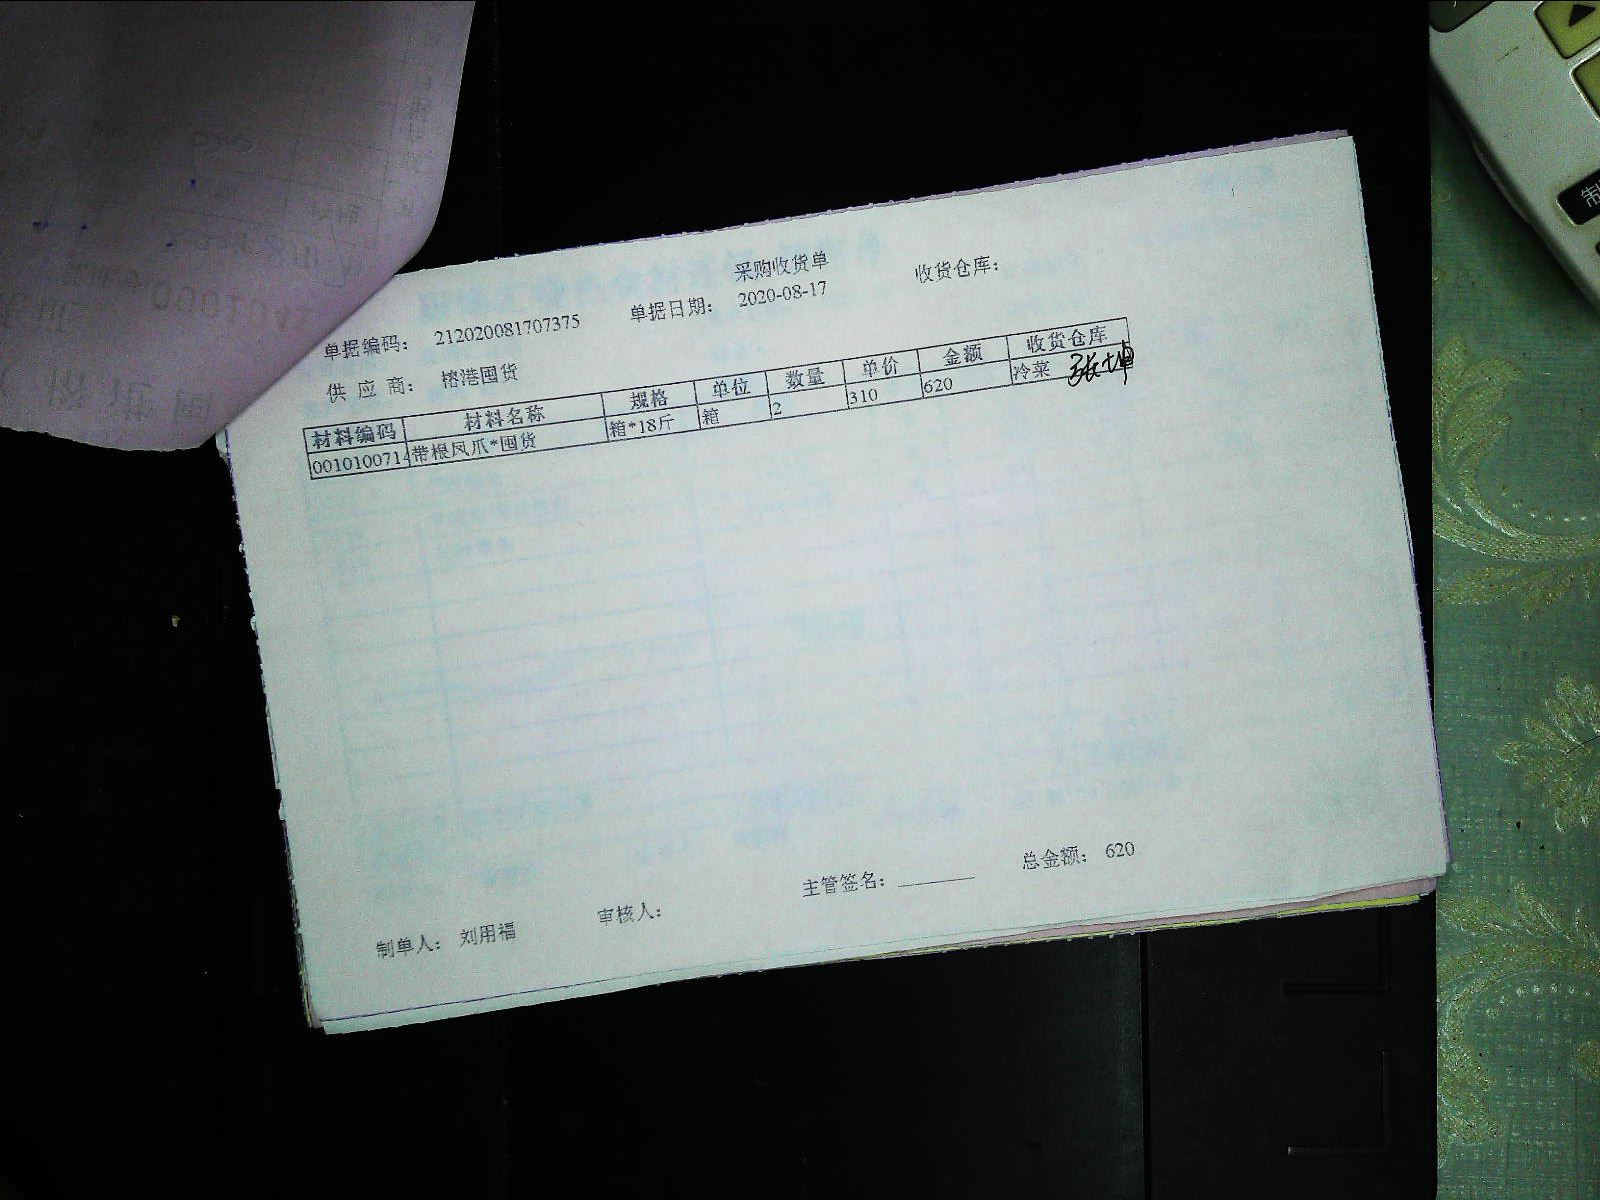 采购收货单
单据编码： 212020081707375 单据日期： 2020-08-17 收货仓库：
供 应 商： 榕港囤货
材料编码 材料名称 规格 单位 数量 单价 金额 收货仓库
0010100714 带根凤爪*囤货 箱*18斤 箱 2 310 620 冷菜
总金额： 620
制单人： 刘用福 审核人： 主管签名：
制